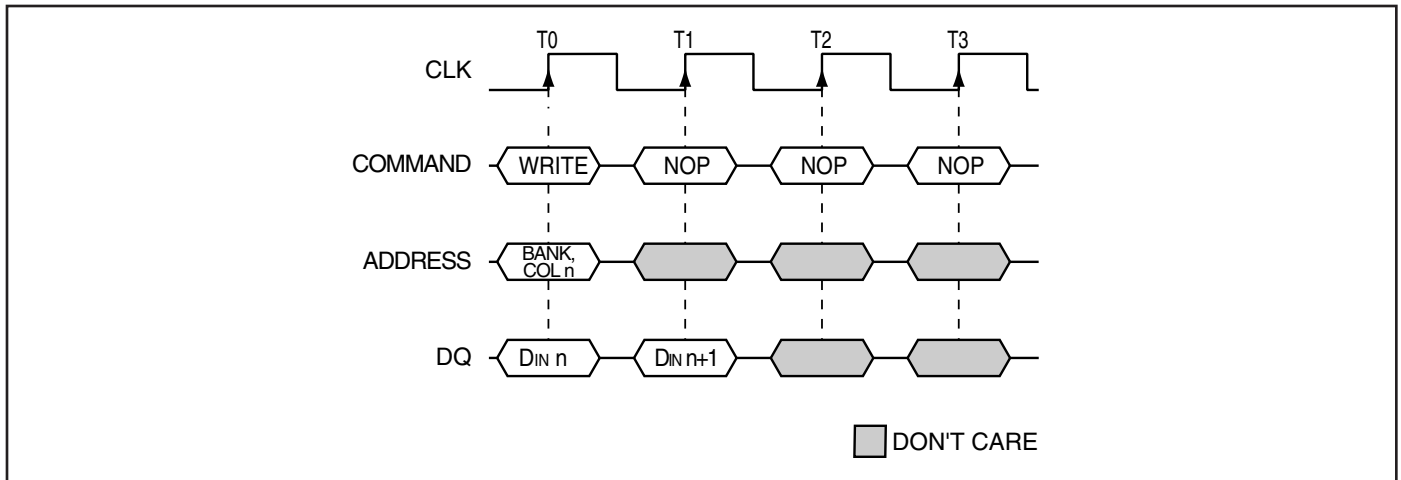 T0 T1 T2 T3
CLK
COMMAND WRITE NOP NOP NOP
ADDRESS BANK,
COL n
DQ DIN n DIN n+1
DON'T CARE